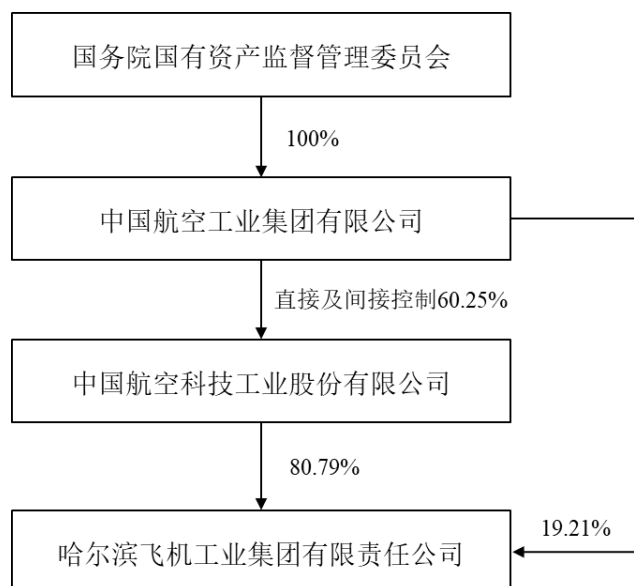 国务院国有资产监督管理委员会
100%
中国航空工业集团有限公司
直接及间接控制60.25%
中国航空科技工业股份有限公司
80.79%
19.21%
哈尔滨飞机工业集团有限责任公司